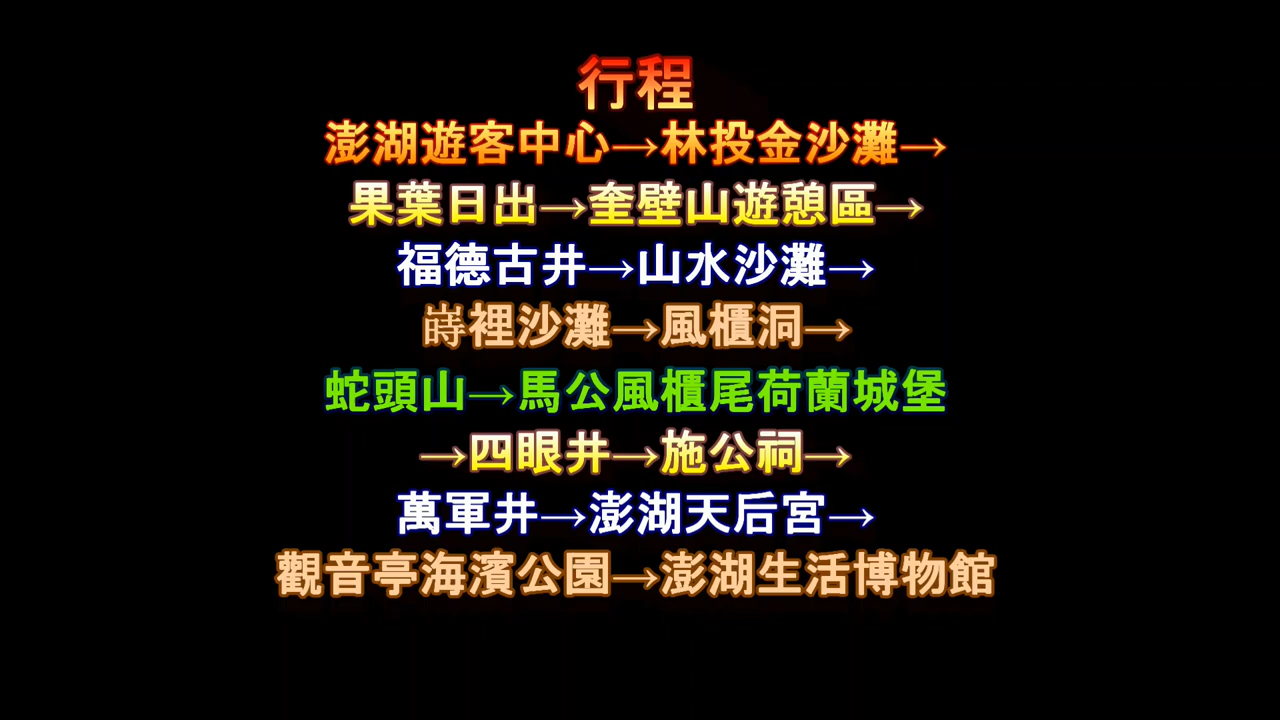 行程
澎湖遊客中心→林投金沙灘→
果葉日出→奎壁山遊憩區→
福德古井→山水沙灘→
嵵裡沙灘→風櫃洞→
蛇頭山→馬公風櫃尾荷蘭城堡
→四眼井→施公祠→
萬軍井→澎湖天后宮→
觀音亭海濱公園→澎湖生活博物館